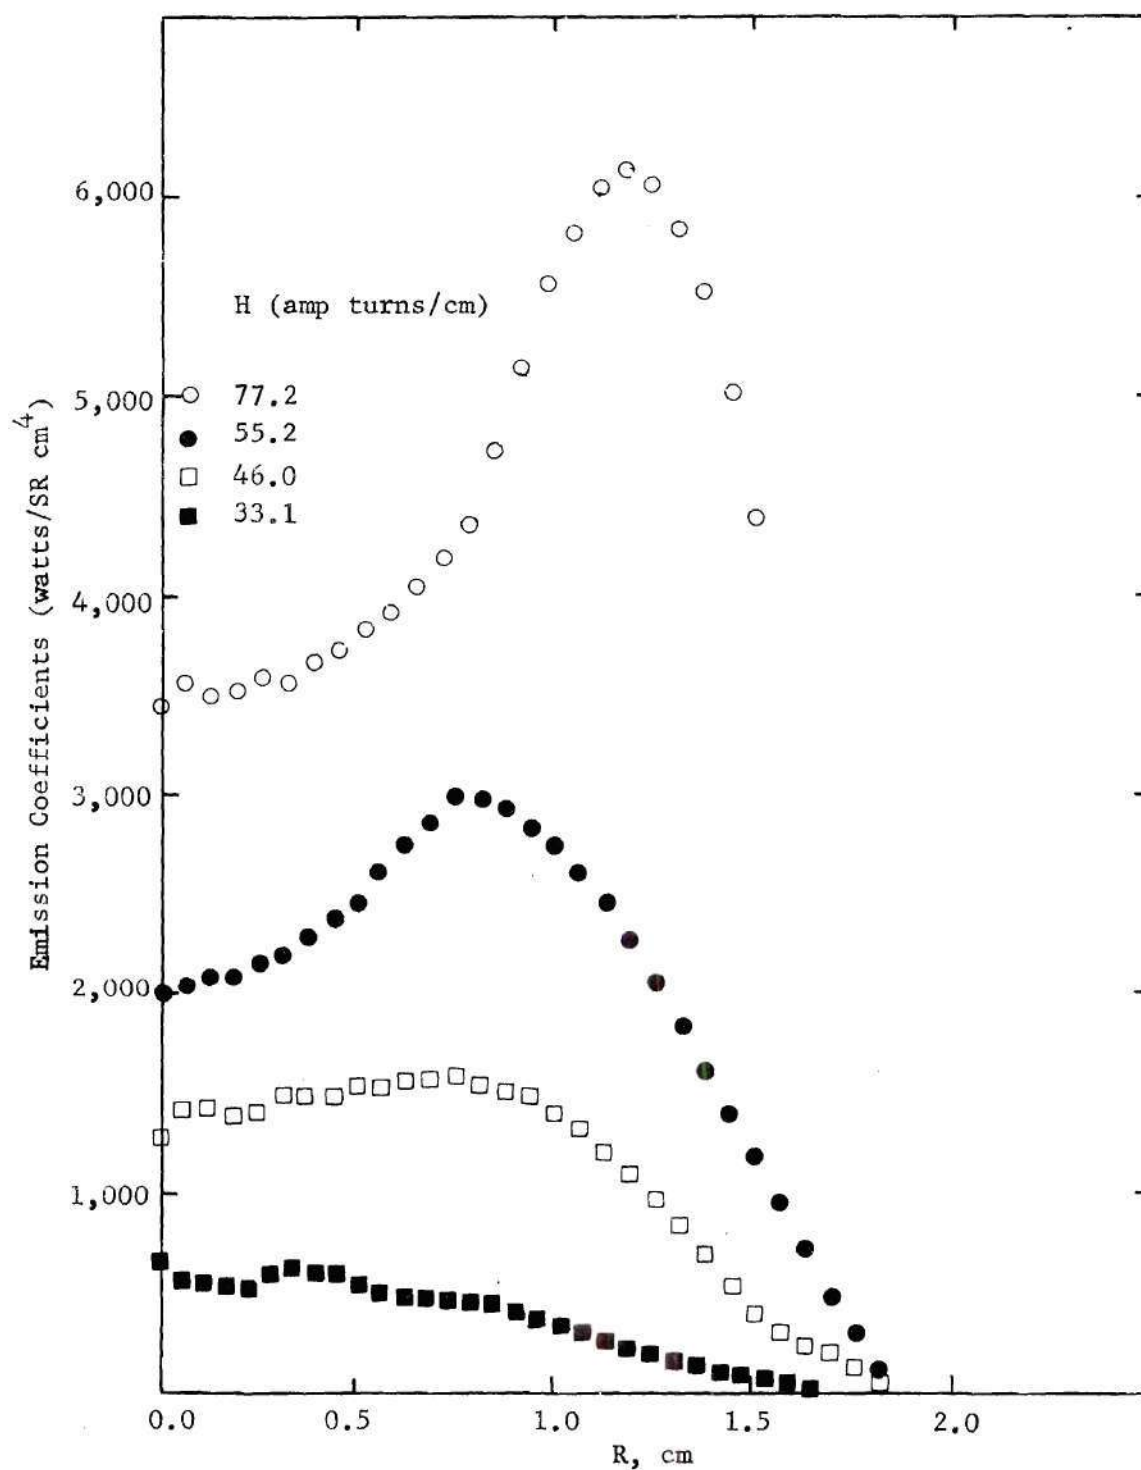 6,000
H (amp turns/cm)
5,000
77.2
55.2
46.0
33.1
Emission Coefficients (watts/SR cm⁴)
4,000
3,000
2,000
1,000
0.0 0.5 1.0 1.5 2.0
R, cm